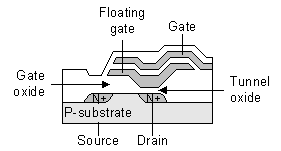 Floating
gate
Gate
Gate
oxide
Tunnel
oxide
N+
N+
P-substrate
Source
Drain